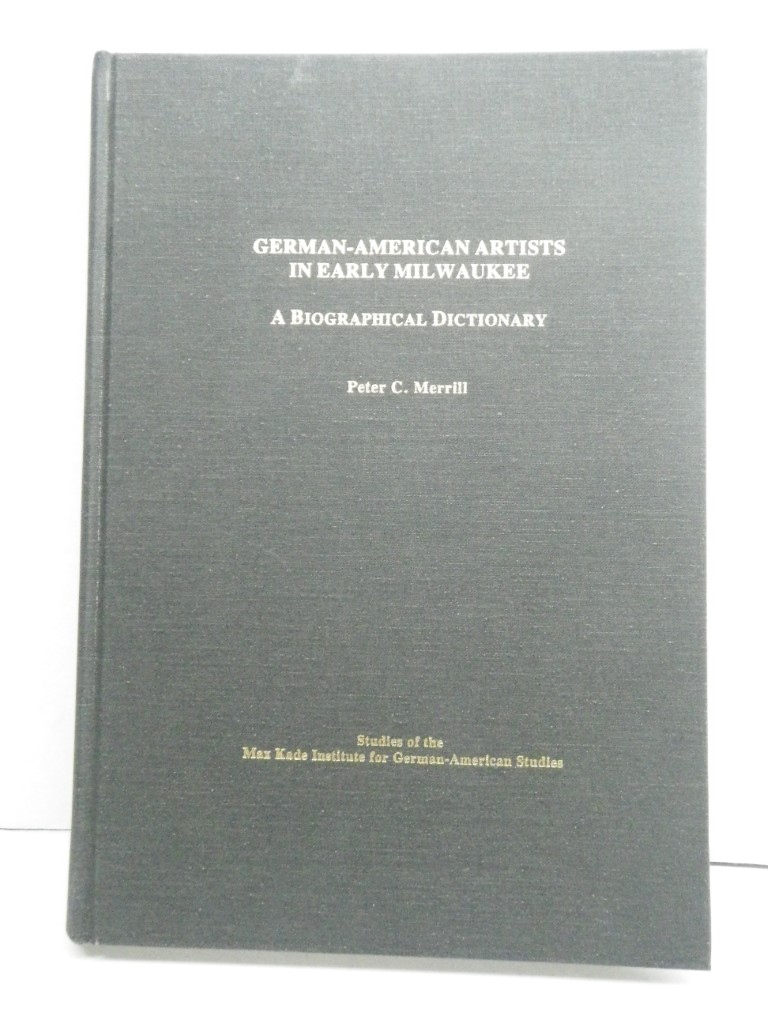 GERMAN-AMERICAN ARTISTS
IN EARLY MILWAUKEE
A BIOGRAPHICAL DICTIONARY
Peter C. Merrill
Studies of the
Max Kade Institute for German-American Studies